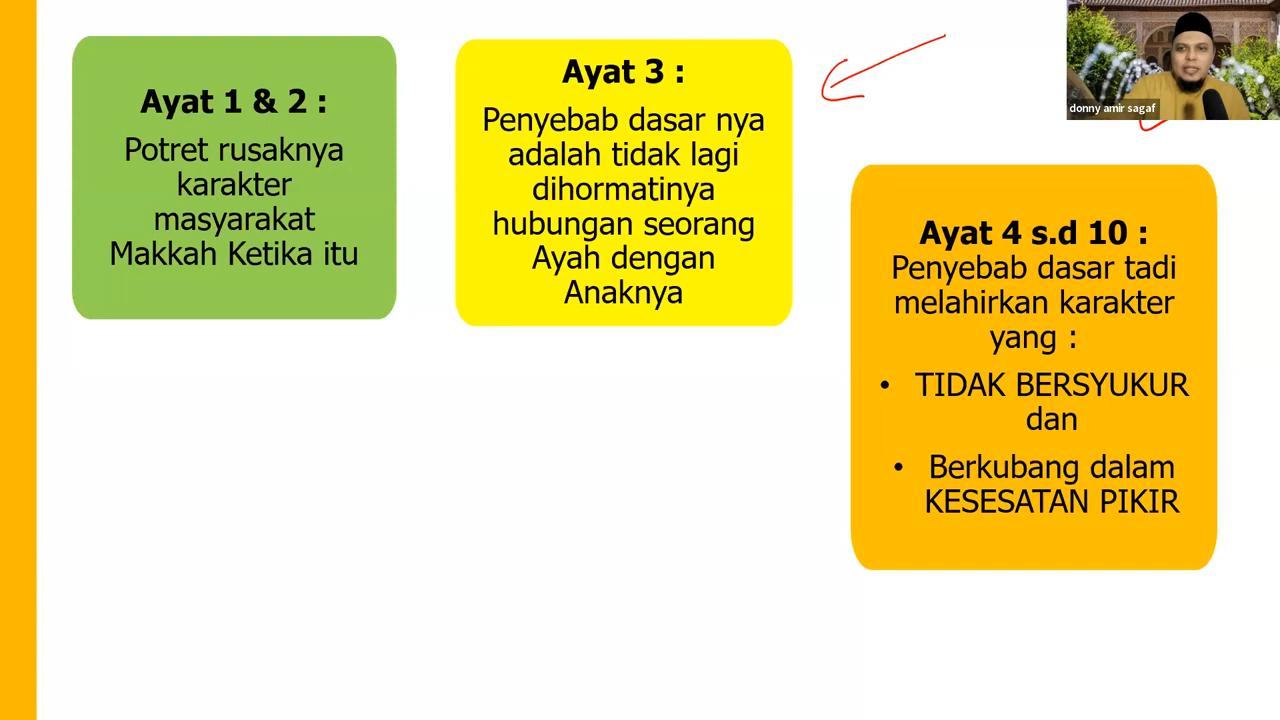 Ayat 1 & 2 :
Potret rusaknya
karakter
masyarakat
Makkah Ketika itu
Ayat 3 :
Penyebab dasar nya
adalah tidak lagi
dihormatinya
hubungan seorang
Ayah dengan
Anaknya
donny amir sagaf
Ayat 4 s.d 10 :
Penyebab dasar tadi
melahirkan karakter
yang :
• TIDAK BERSYUKUR
dan
• Berkubang dalam
KESESATAN PIKIR